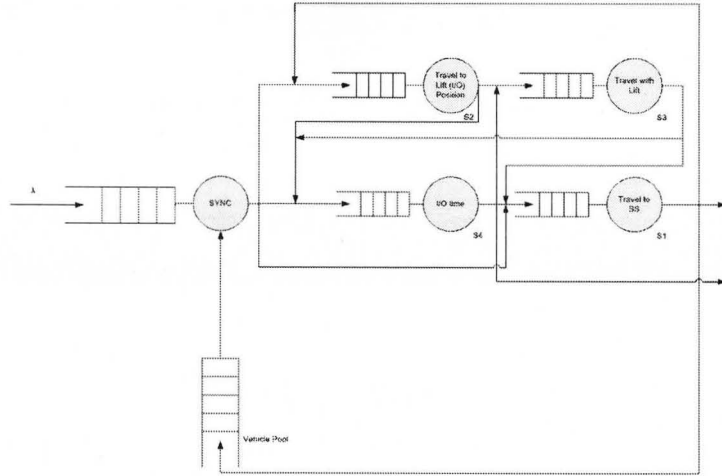 Travel to
Lift (I/O)
Position
S2
Travel with
Lift
S3
λ
SYNC
I/O time
S4
Travel to
SS
S1
Vehicle Pool